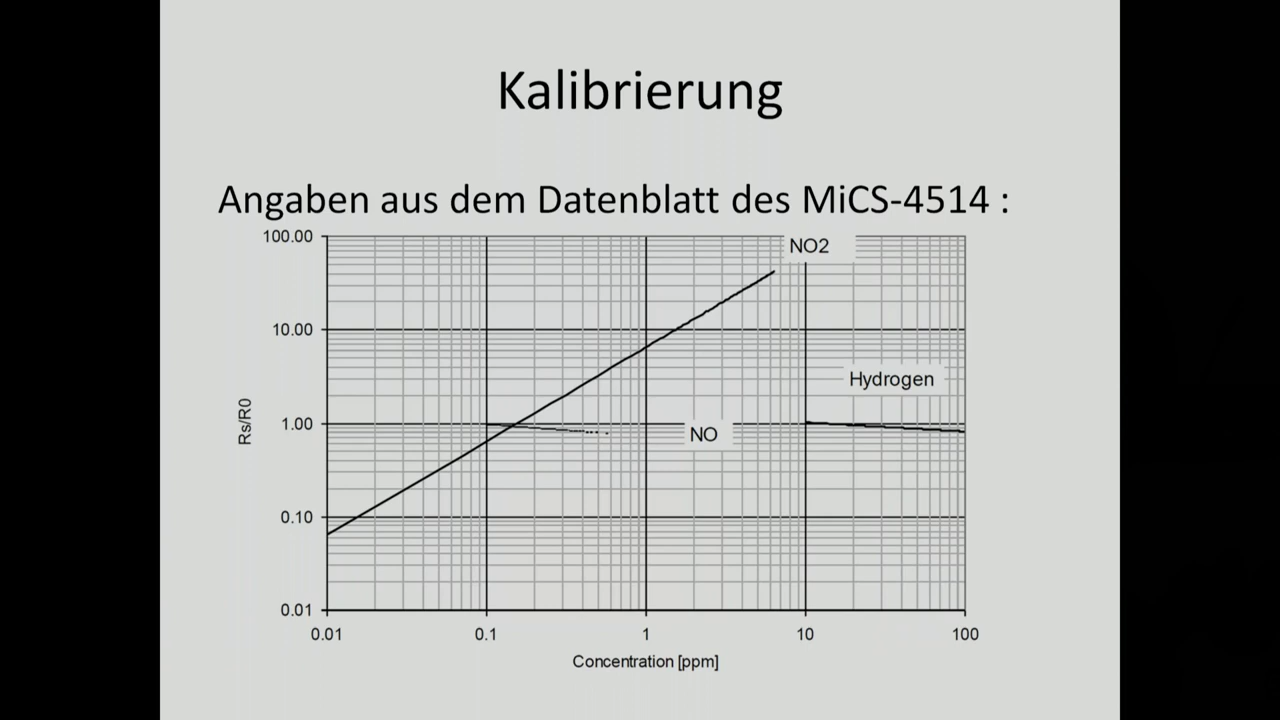 Kalibrierung
Angaben aus dem Datenblatt des MiCS-4514 :
100.00
NO2
10.00
Hydrogen
Rs/R0
1.00
NO
0.10
0.01
0.01 0.1 1 10 100
Concentration [ppm]